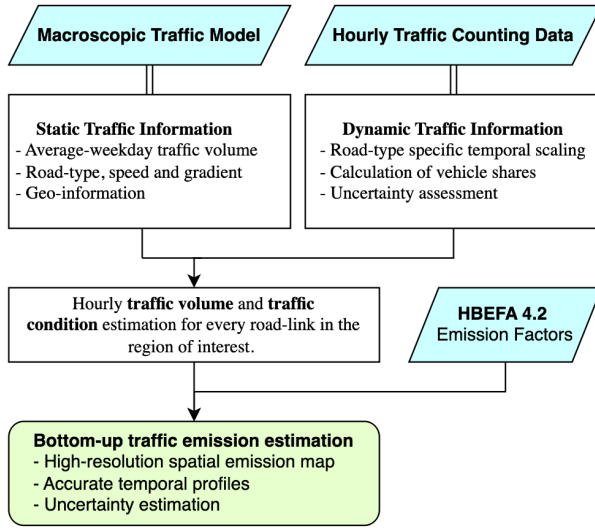 Macroscopic Traffic Model
Hourly Traffic Counting Data
Static Traffic Information
- Average-weekday traffic volume
- Road-type, speed and gradient
- Geo-information
Dynamic Traffic Information
- Road-type specific temporal scaling
- Calculation of vehicle shares
- Uncertainty assessment
Hourly traffic volume and traffic
condition estimation for every road-link in the
region of interest.
HBEFA 4.2
Emission Factors
Bottom-up traffic emission estimation
- High-resolution spatial emission map
- Accurate temporal profiles
- Uncertainty estimation